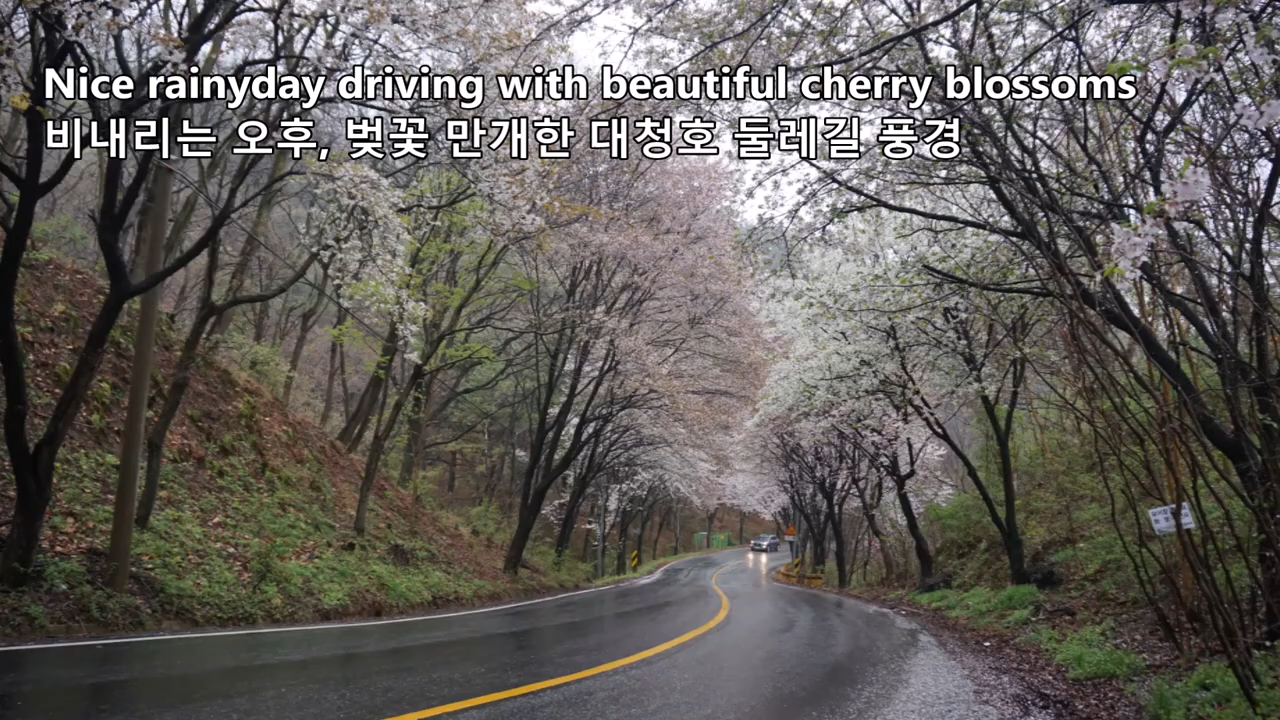 Nice rainyday driving with beautiful cherry blossoms
비내리는 오후, 벚꽃 만개한 대청호 둘레길 풍경